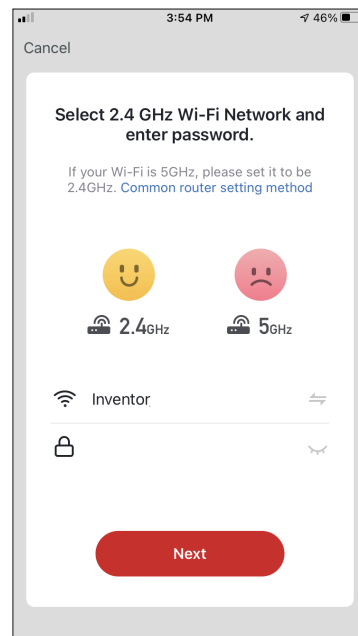 3:54 PM
46%
Cancel
Select 2.4 GHz Wi-Fi Network and
enter password.
If your Wi-Fi is 5GHz, please set it to be
2.4GHz. Common router setting method
2.4GHz
5GHz
Inventor
Next